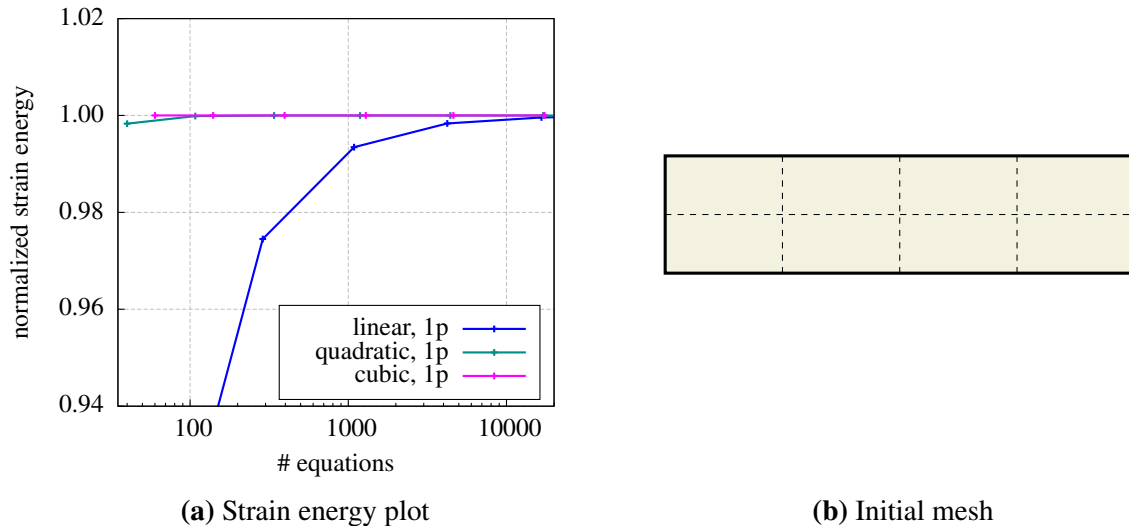 1.02
1.00
0.98
0.96
0.94
normalized strain energy
linear, 1p
quadratic, 1p
cubic, 1p
100 1000 10000
# equations
(a) Strain energy plot
(b) Initial mesh